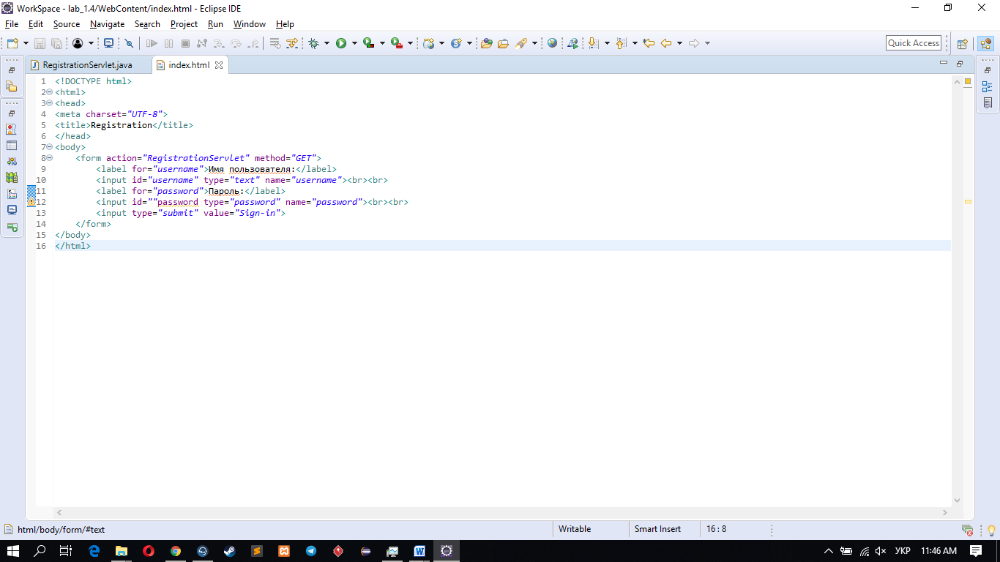 WorkSpace - lab_1.4/WebContent/index.html - Eclipse IDE
File Edit Source Navigate Search Project Run Window Help
Quick Access
RegistrationServlet.java index.html
1 <!DOCTYPE html>
2 <html>
3 <head>
4 <meta charset="UTF-8">
5 <title>Registration</title>
6 </head>
7 <body>
8 <form action="RegistrationServlet" method="GET">
9 <label for="username">Имя пользователя:</label>
10 <input id="username" type="text" name="username"><br><br>
11 <label for="password">Пароль:</label>
12 <input id=""password type="password" name="password"><br><br>
13 <input type="submit" value="Sign-in">
14 </form>
15 </body>
16 </html>
html/body/form/#text Writable Smart Insert 16 : 8
УКР 11:46 AM